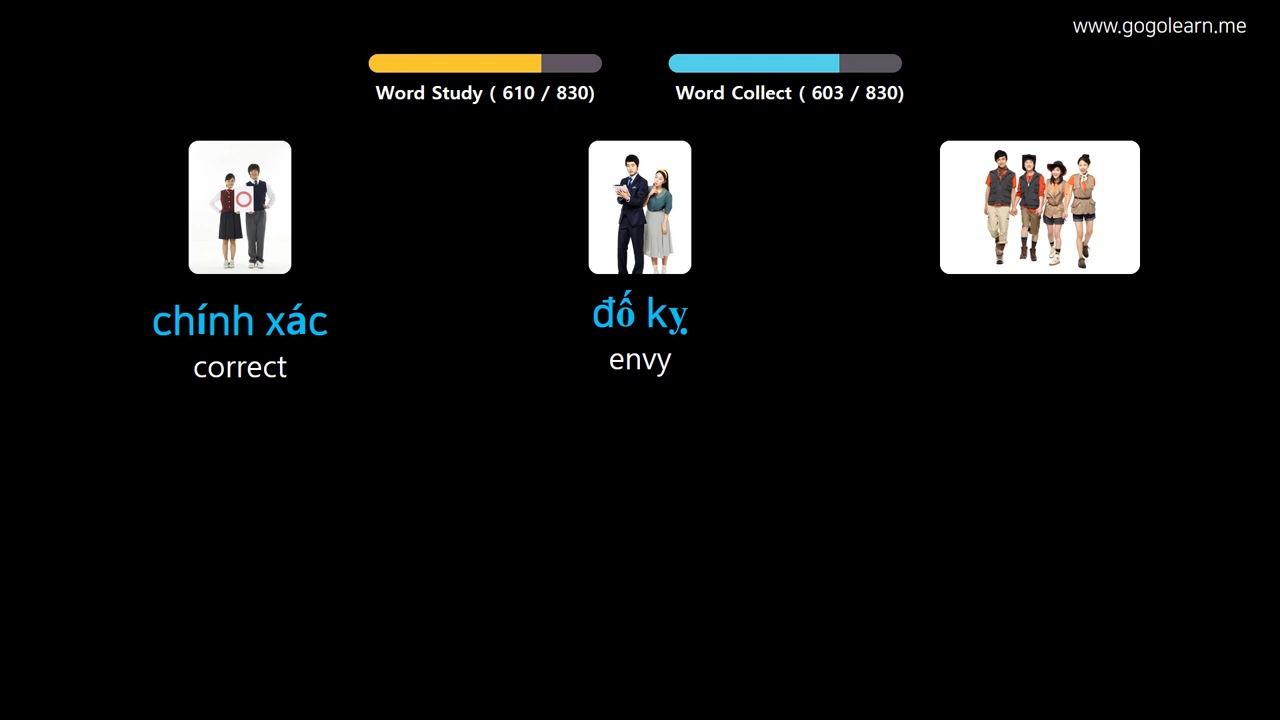 www.gogolearn.me
Word Study ( 610 / 830)
Word Collect ( 603 / 830)
chính xác
correct
đố kỵ
envy